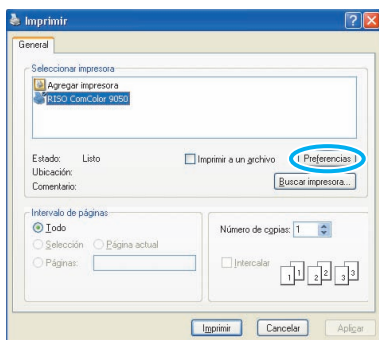 Imprimir
General
Seleccionar impresora
Agregar impresora
RISO ComColor 9050
Estado: Listo
Imprimir a un archivo
Preferencias
Ubicación:
Comentario:
Buscar impresora...
Intervalo de páginas
Todo
Selección
Página actual
Páginas:
Número de copias: 1
Intercalar
1 1 2 2 3 3
Imprimir
Cancelar
Aplicar